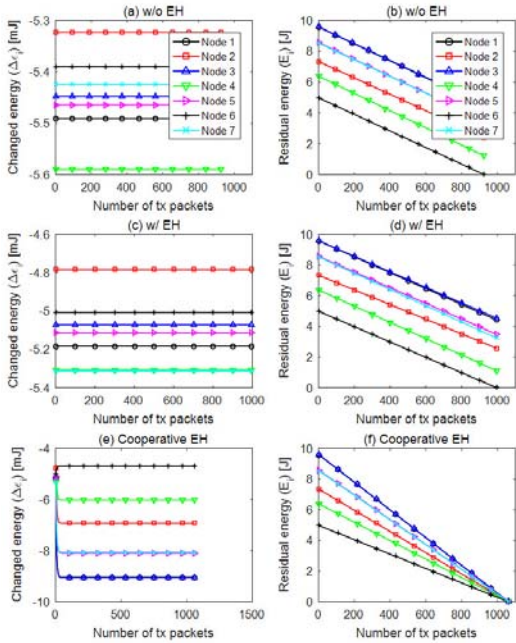 (a) w/o EH
Changed energy (Δeᵢ) [mJ]
-5.3
-5.4
-5.5
-5.6
Node 1
Node 2
Node 3
Node 4
Node 5
Node 6
Node 7
0 200 400 600 800 1000
Number of tx packets
(b) w/o EH
Residual energy (Eᵢ) [J]
10
8
6
4
2
0
Node 1
Node 2
Node 3
Node 4
Node 5
Node 6
Node 7
0 200 400 600 800 1000
Number of tx packets
(c) w/ EH
Changed energy (Δeᵢ) [mJ]
-4.6
-4.8
-5
-5.2
-5.4
0 200 400 600 800 1000
Number of tx packets
(d) w/ EH
Residual energy (Eᵢ) [J]
10
8
6
4
2
0
0 200 400 600 800 1000
Number of tx packets
(e) Cooperative EH
Changed energy (Δeᵢ) [mJ]
-4
-6
-8
-10
0 500 1000 1500
Number of tx packets
(f) Cooperative EH
Residual energy (Eᵢ) [J]
10
8
6
4
2
0
0 200 400 600 800 1000
Number of tx packets